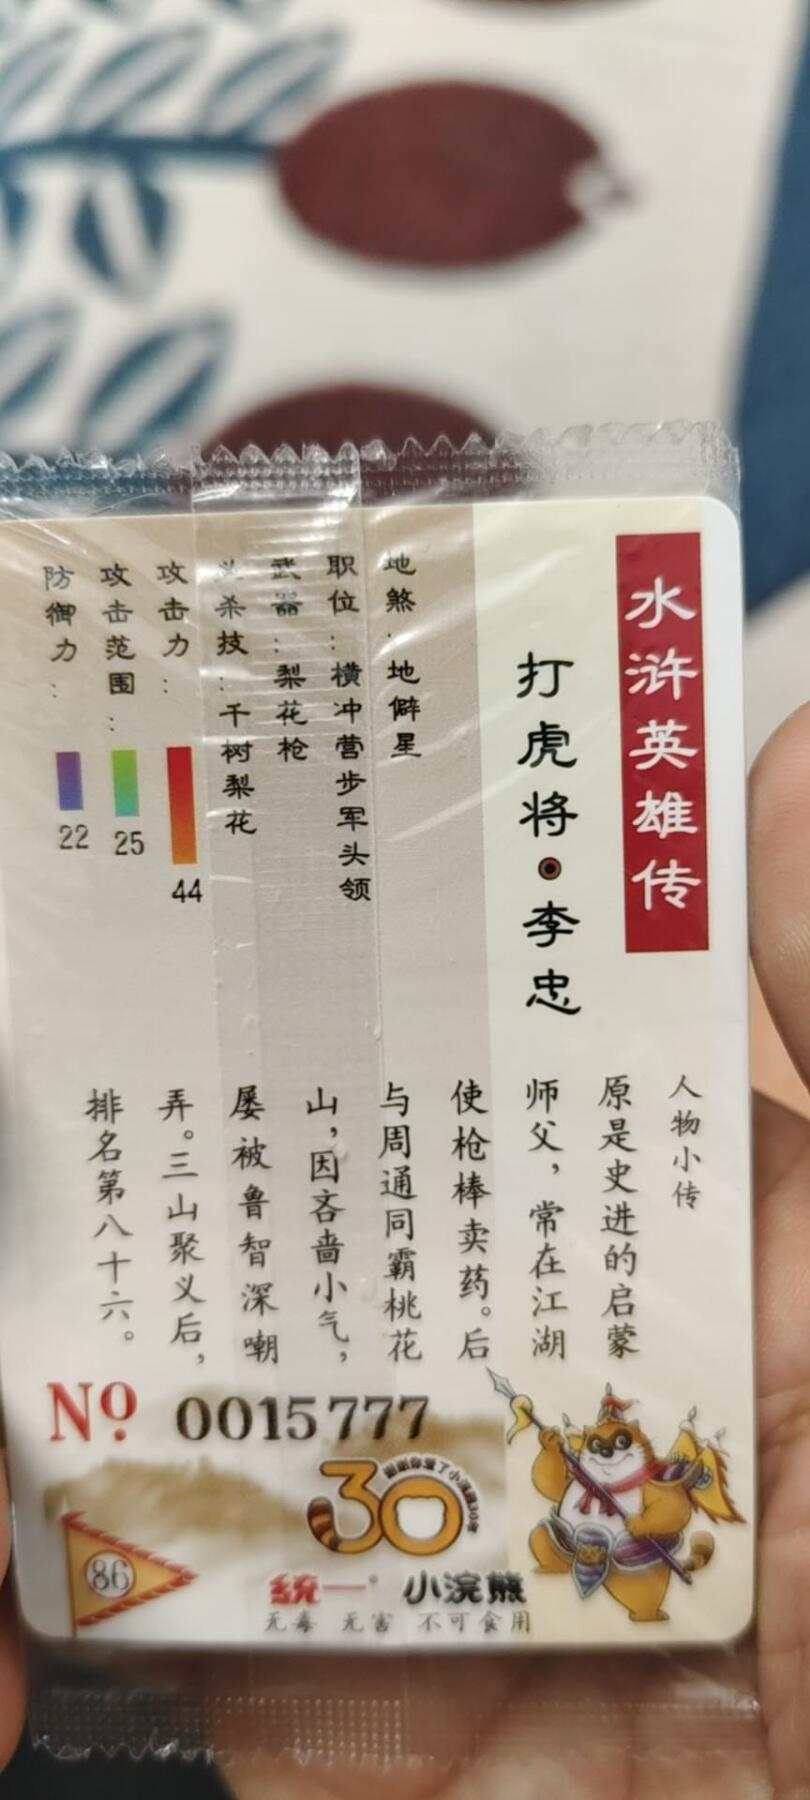 水浒英雄传
打虎将·李忠
地煞：地僻星
职位：横冲营步军头领
武器：梨花枪
必杀技：千树梨花
攻击力：
44
攻击范围：
25
防御力：
22
人物小传
原是史进的启蒙
师父，常在江湖
使枪棒卖药。后
与周通同霸桃花
山，因吝啬小气，
屡被鲁智深嘲
弄。三山聚义后，
排名第八十六。
No. 0015777
30
86
统一 小浣熊
无毒 无害 不可食用